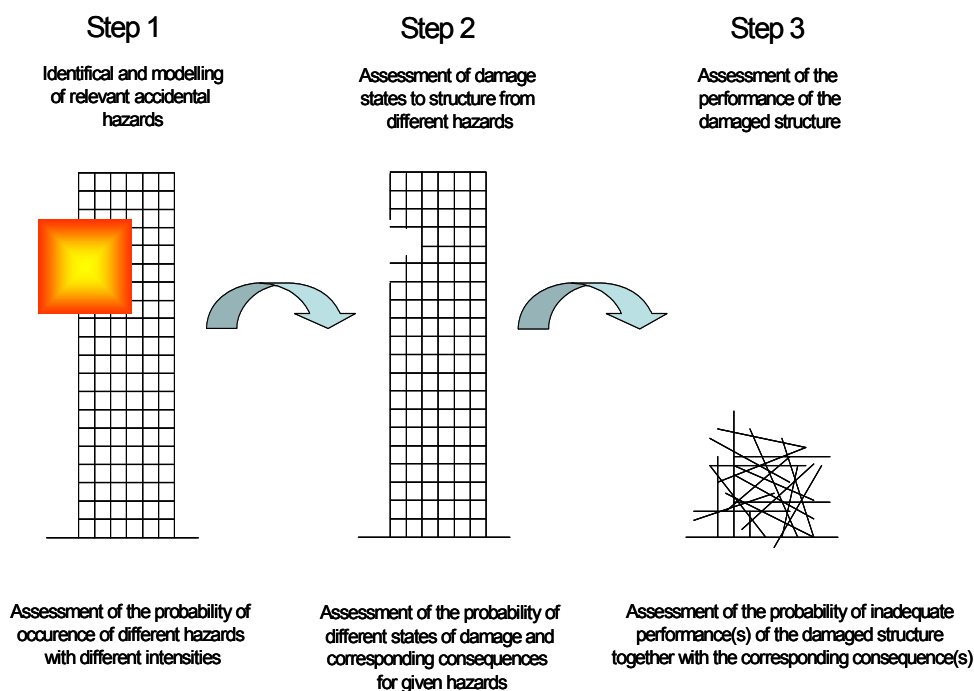 Step 1
Identifical and modelling
of relevant accidental
hazards
Step 2
Assessment of damage
states to structure from
different hazards
Step 3
Assessment of the
performance of the
damaged structure
Assessment of the probability of
occurence of different hazards
with different intensities
Assessment of the probability of
different states of damage and
corresponding consequences
for given hazards
Assessment of the probability of inadequate
performance(s) of the damaged structure
together with the corresponding consequence(s)